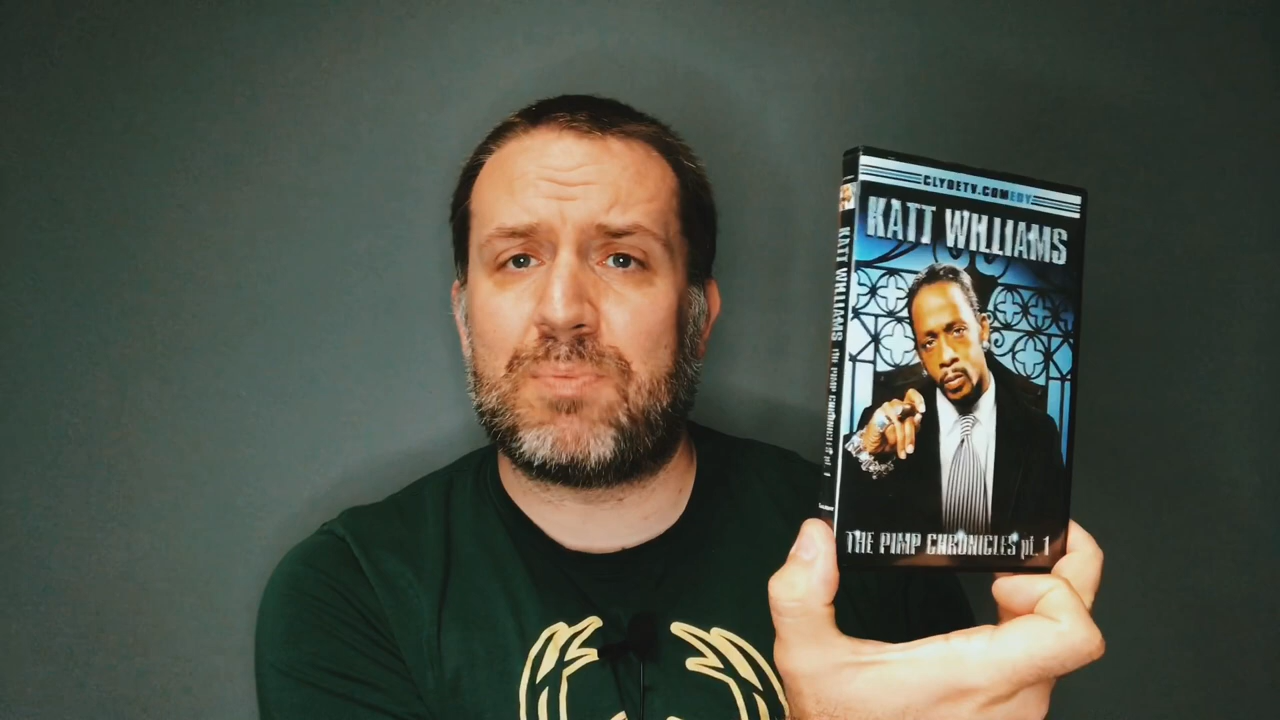 CLYDETV.COMEDY
KATT WILLIAMS
THE PIMP CHRONICLES pt. 1
KATT WILLIAMS THE PIMP CHRONICLES pt. 1